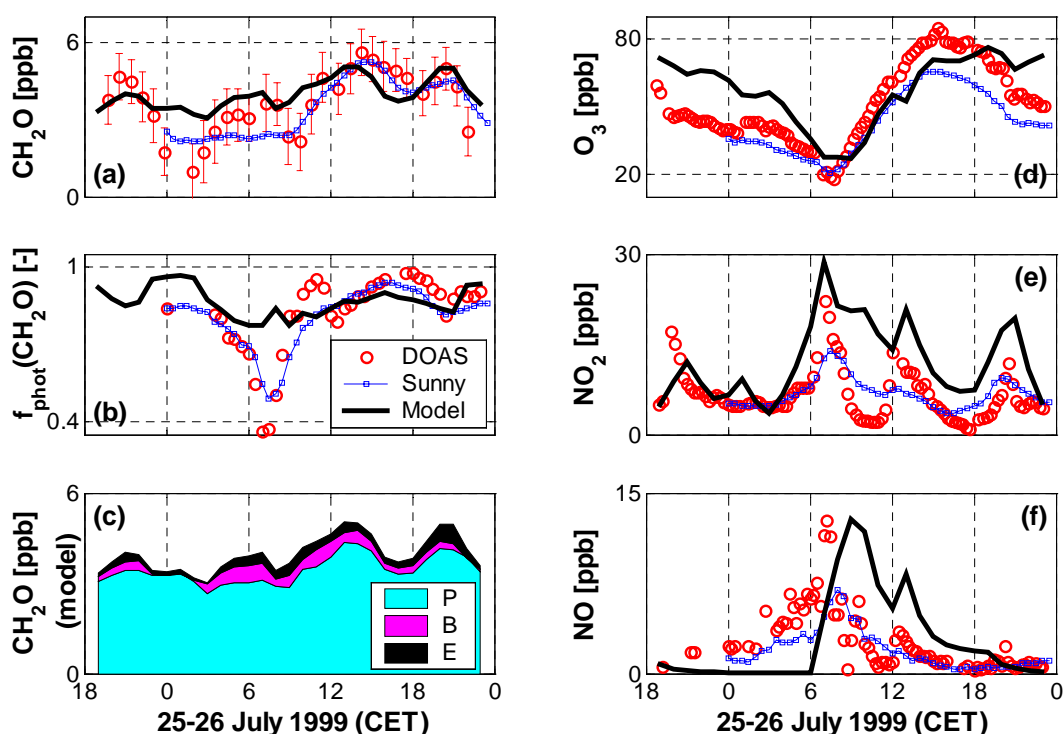 6
CH2O [ppb]
0
(a)
1
fphot(CH2O) [-]
0.4
(b)
DOAS
Sunny
Model
6
CH2O [ppb]
(model)
0
(c)
P
B
E
18
0
6
12
18
0
25-26 July 1999 (CET)
80
O3 [ppb]
20
(d)
30
NO2 [ppb]
0
(e)
15
NO [ppb]
0
(f)
18
0
6
12
18
0
25-26 July 1999 (CET)